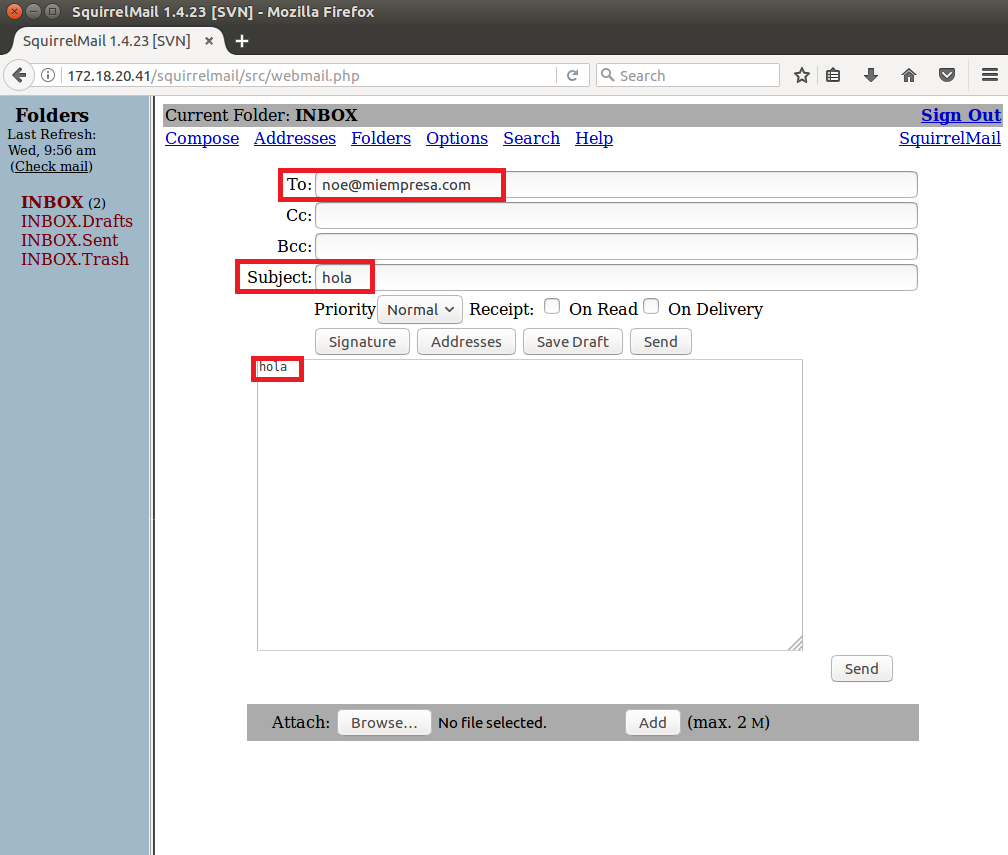 SquirrelMail 1.4.23 [SVN] - Mozilla Firefox
SquirrelMail 1.4.23 [SVN]
172.18.20.41/squirrelmail/src/webmail.php
Search
Folders
Last Refresh:
Wed, 9:56 am
(Check mail)
INBOX (2)
INBOX.Drafts
INBOX.Sent
INBOX.Trash
Current Folder: INBOX Sign Out
Compose Addresses Folders Options Search Help SquirrelMail
To: noe@miempresa.com
Cc:
Bcc:
Subject: hola
Priority Normal Receipt: On Read On Delivery
Signature Addresses Save Draft Send
hola
Send
Attach: Browse... No file selected. Add (max. 2 M)